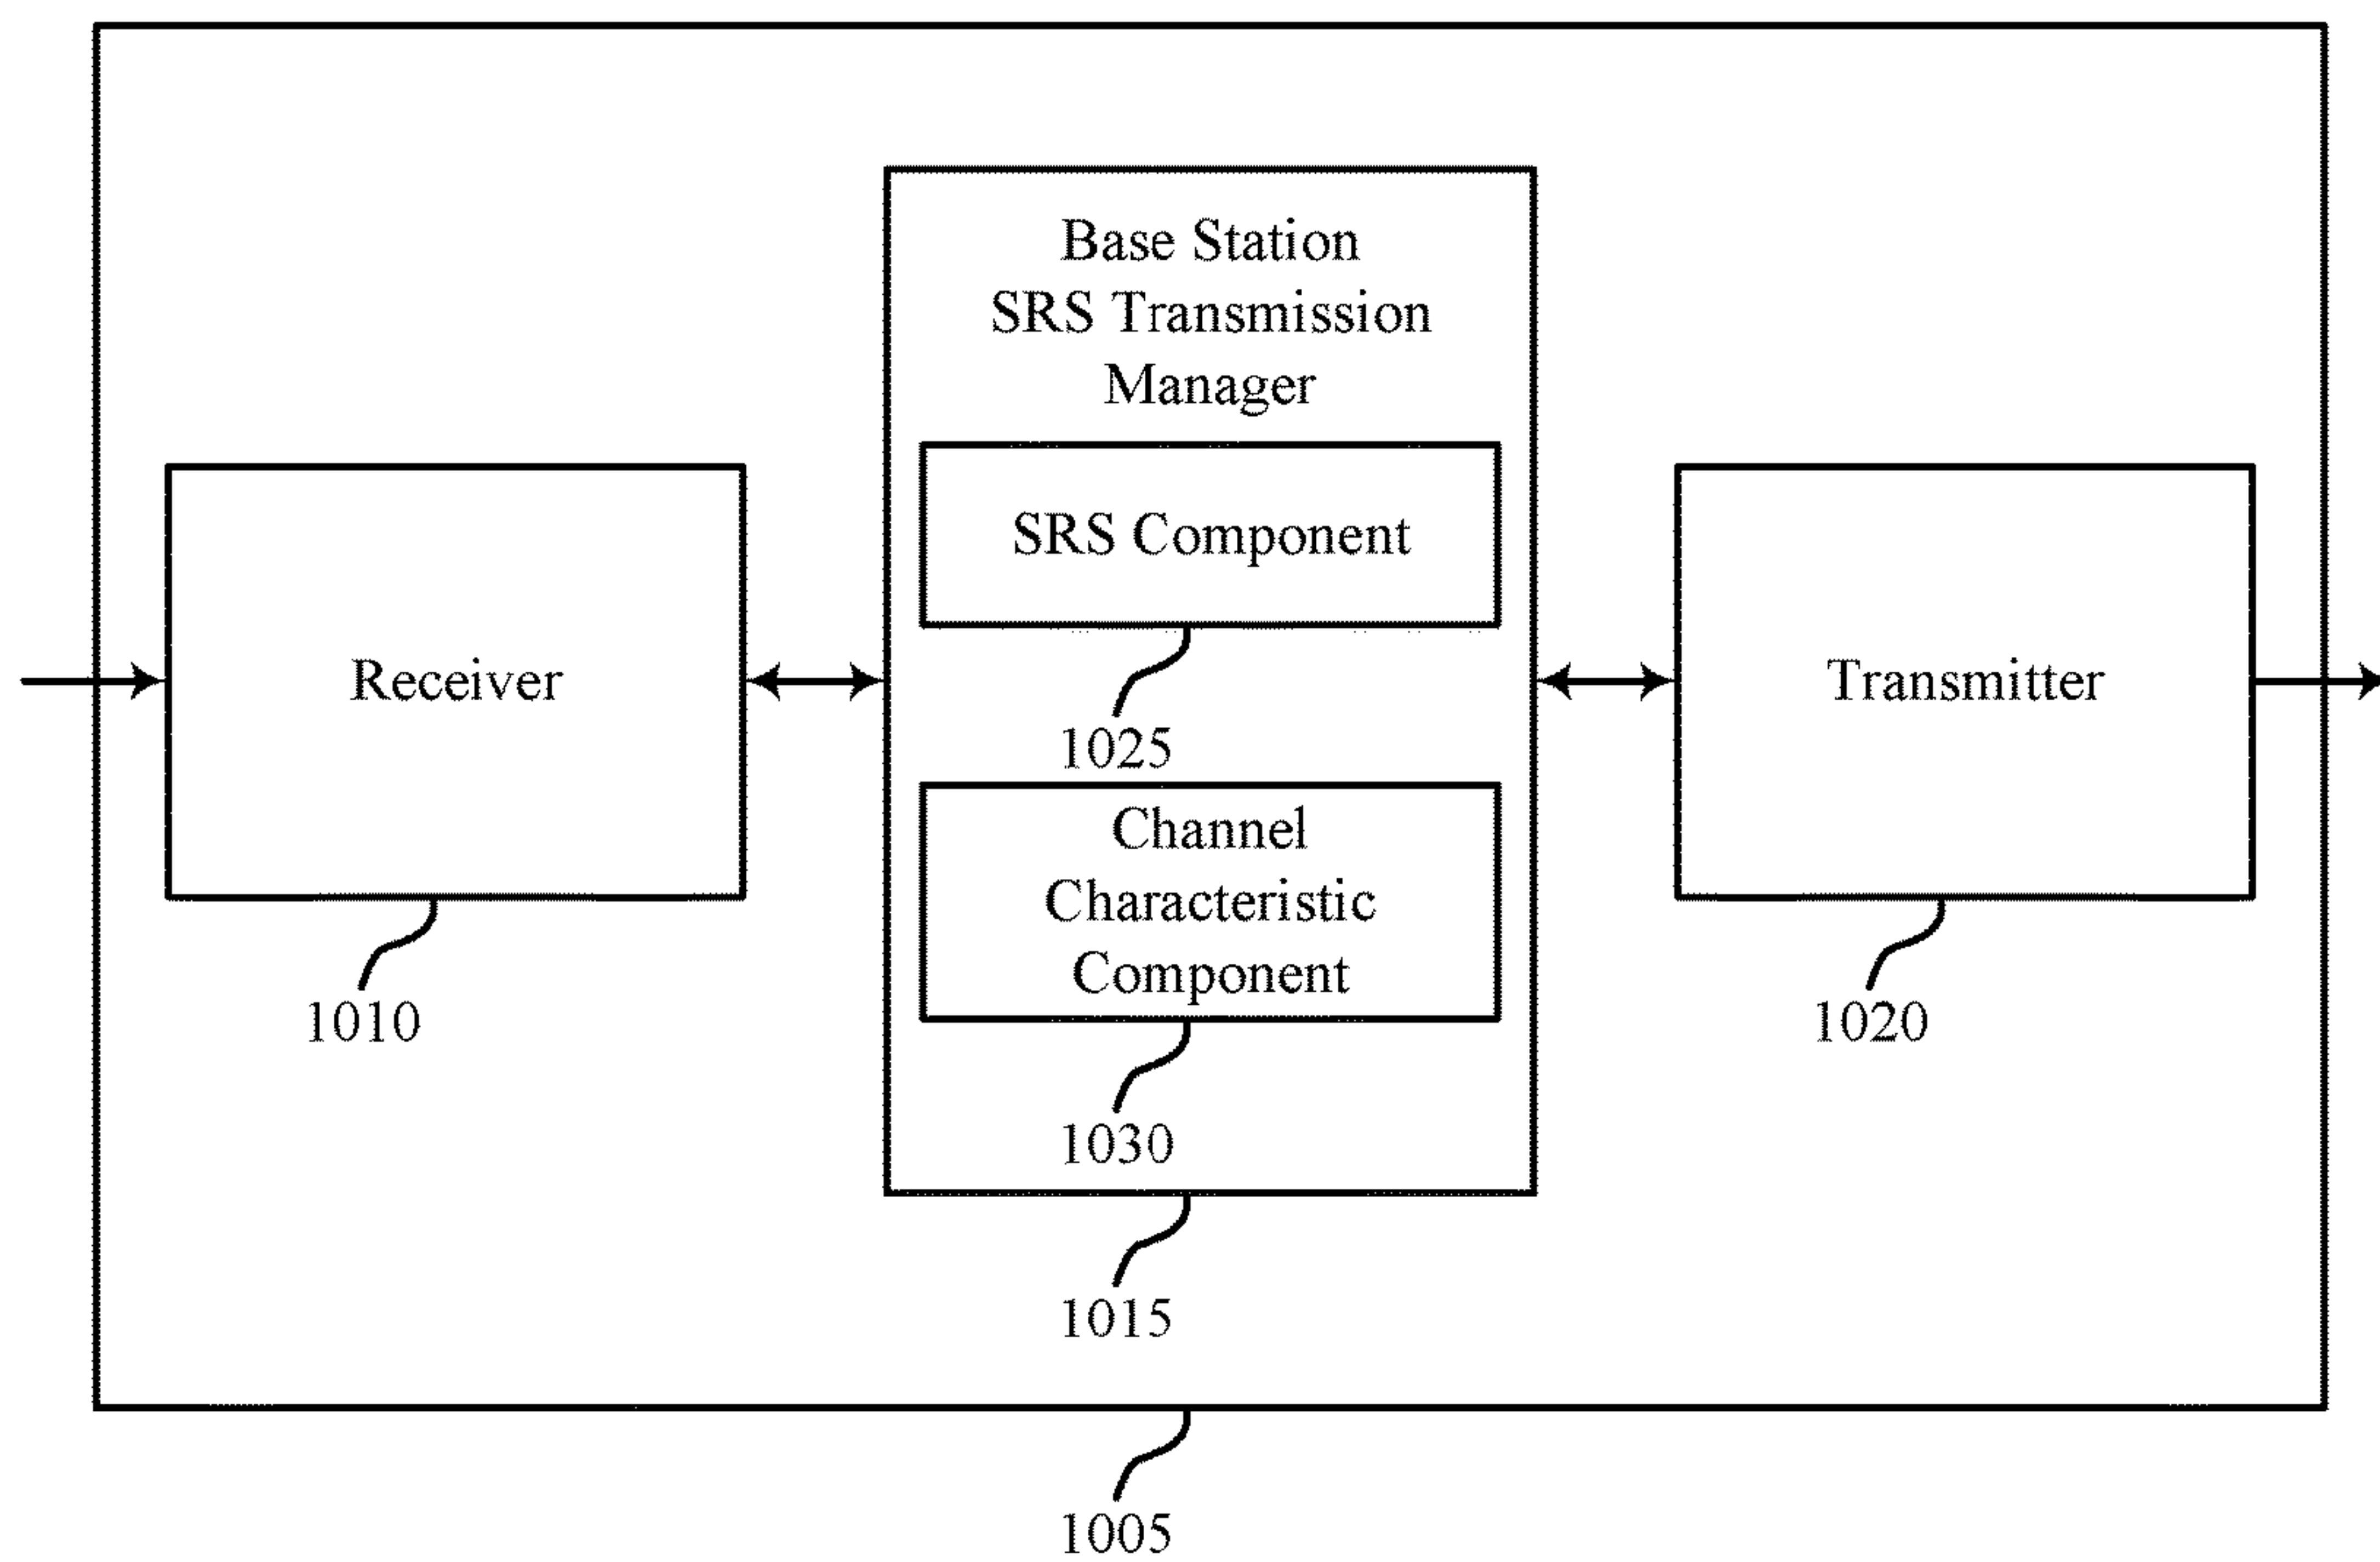 Base Station
SRS Transmission
Manager
SRS Component
1025
Receiver
1010
Channel
Characteristic
Component
1030
Transmitter
1020
1015
1005